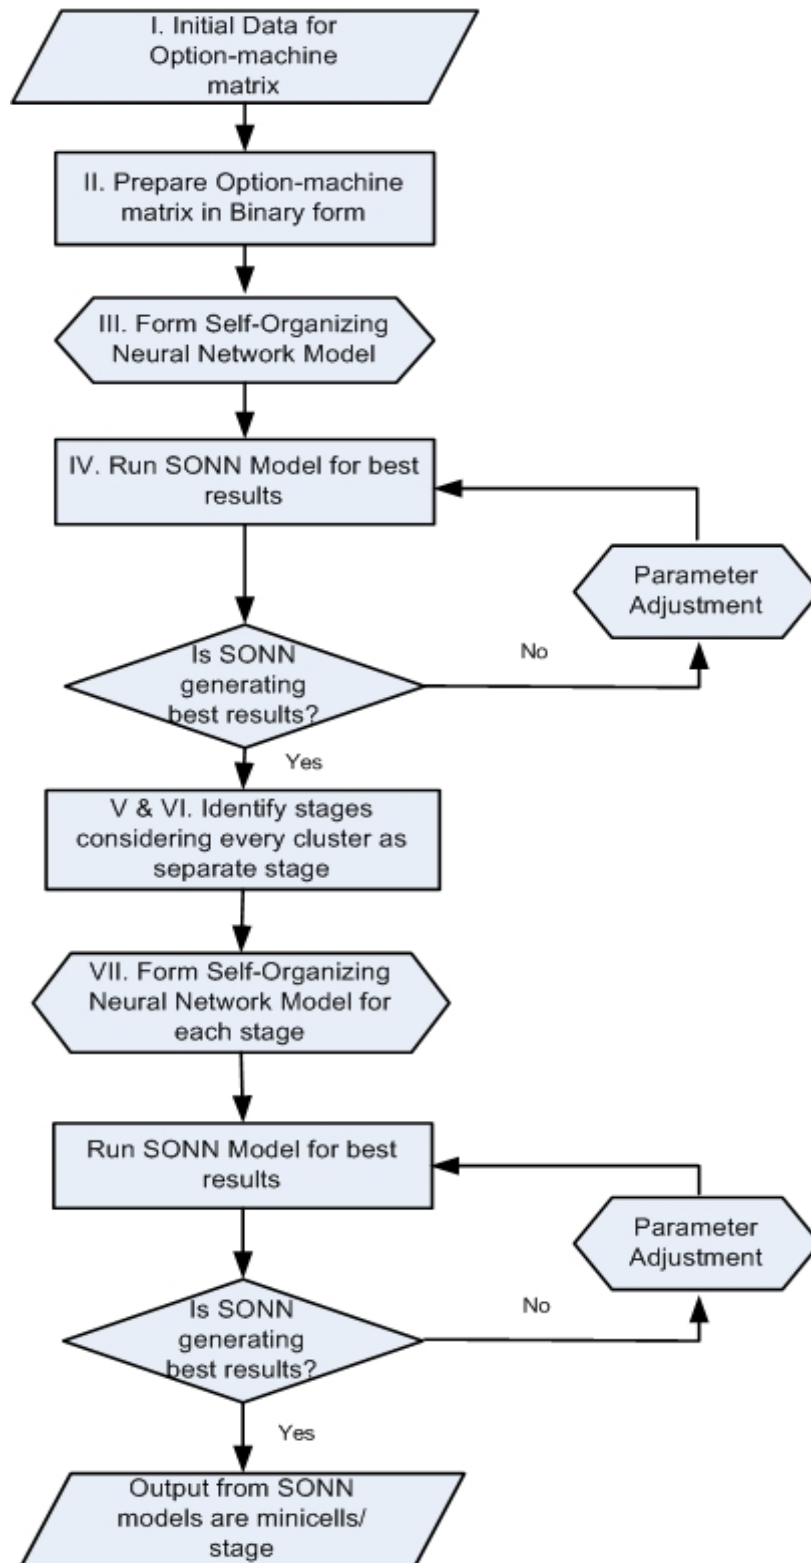 I. Initial Data for
Option-machine
matrix
II. Prepare Option-machine
matrix in Binary form
III. Form Self-Organizing
Neural Network Model
IV. Run SONN Model for best
results
Parameter
Adjustment
Is SONN
generating
best results?
No
Yes
V & VI. Identify stages
considering every cluster as
separate stage
VII. Form Self-Organizing
Neural Network Model for
each stage
Run SONN Model for best
results
Parameter
Adjustment
Is SONN
generating
best results?
No
Yes
Output from SONN
models are minicells/
stage